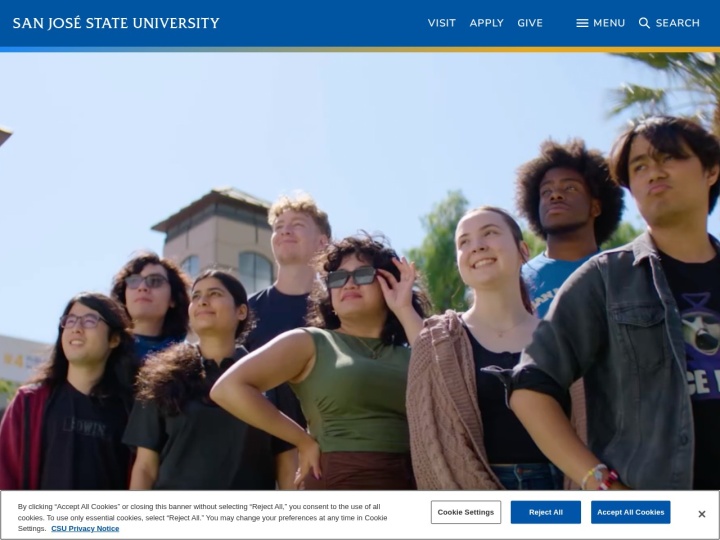 SAN JOSÉ STATE UNIVERSITY
VISIT APPLY GIVE MENU SEARCH
#4
By clicking “Accept All Cookies” or closing this banner without selecting “Reject All,” you consent to the use of all
cookies. To use only essential cookies, select “Reject All.” You may change your preferences at any time in Cookie
Settings. CSU Privacy Notice
Cookie Settings
Reject All
Accept All Cookies